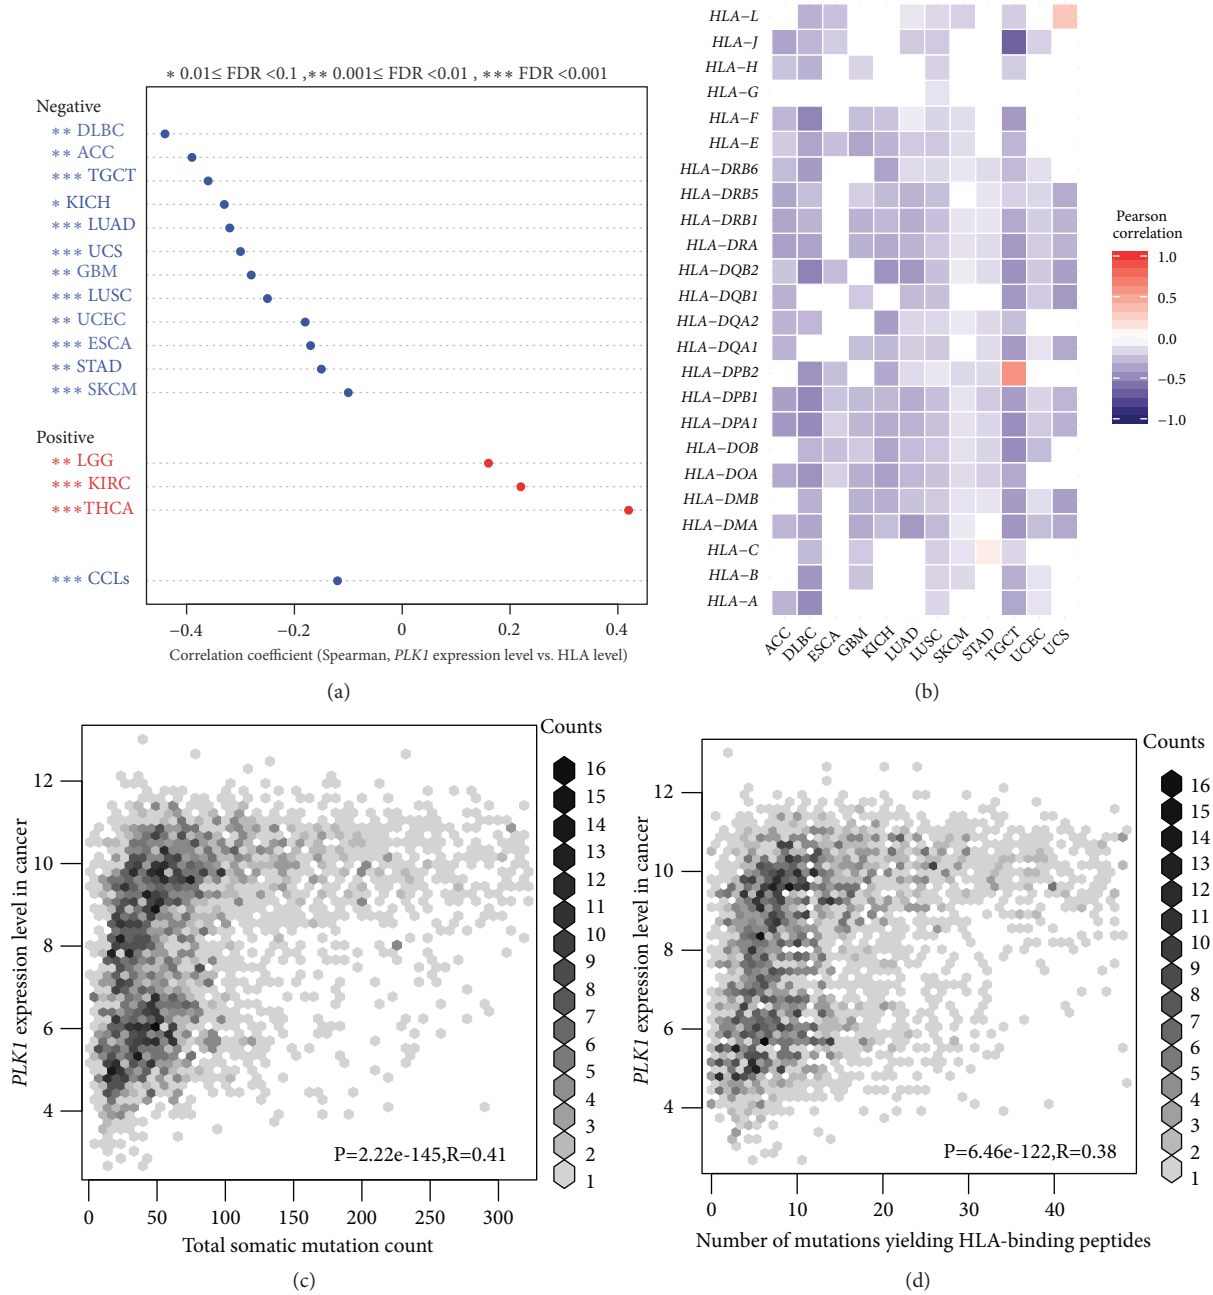 * 0.01≤ FDR <0.1 ,** 0.001≤ FDR <0.01 , *** FDR <0.001
Negative
** DLBC
** ACC
*** TGCT
* KICH
*** LUAD
*** UCS
** GBM
*** LUSC
** UCEC
*** ESCA
** STAD
*** SKCM
Positive
** LGG
*** KIRC
***THCA
*** CCLs
−0.4 −0.2 0 0.2 0.4
Correlation coefficient (Spearman, PLK1 expression level vs. HLA level)
(a)
HLA−L
HLA−J
HLA−H
HLA−G
HLA−F
HLA−E
HLA−DRB6
HLA−DRB5
HLA−DRB1
HLA−DRA
HLA−DQB2
HLA−DQB1
HLA−DQA2
HLA−DQA1
HLA−DPB2
HLA−DPB1
HLA−DPA1
HLA−DOB
HLA−DOA
HLA−DMB
HLA−DMA
HLA−C
HLA−B
HLA−A
ACC DLBC ESCA GBM KICH LUAD LUSC SKCM STAD TGCT UCEC UCS
Pearson
correlation
1.0
0.5
0.0
−0.5
−1.0
(b)
PLK1 expression level in cancer
12
10
8
6
4
P=2.22e-145,R=0.41
0 50 100 150 200 250 300
Total somatic mutation count
Counts
16
15
14
13
12
11
10
9
8
7
6
5
4
3
2
1
(c)
PLK1 expression level in cancer
12
10
8
6
4
P=6.46e-122,R=0.38
0 10 20 30 40
Number of mutations yielding HLA-binding peptides
Counts
16
15
14
13
12
11
10
9
8
7
6
5
4
3
2
1
(d)